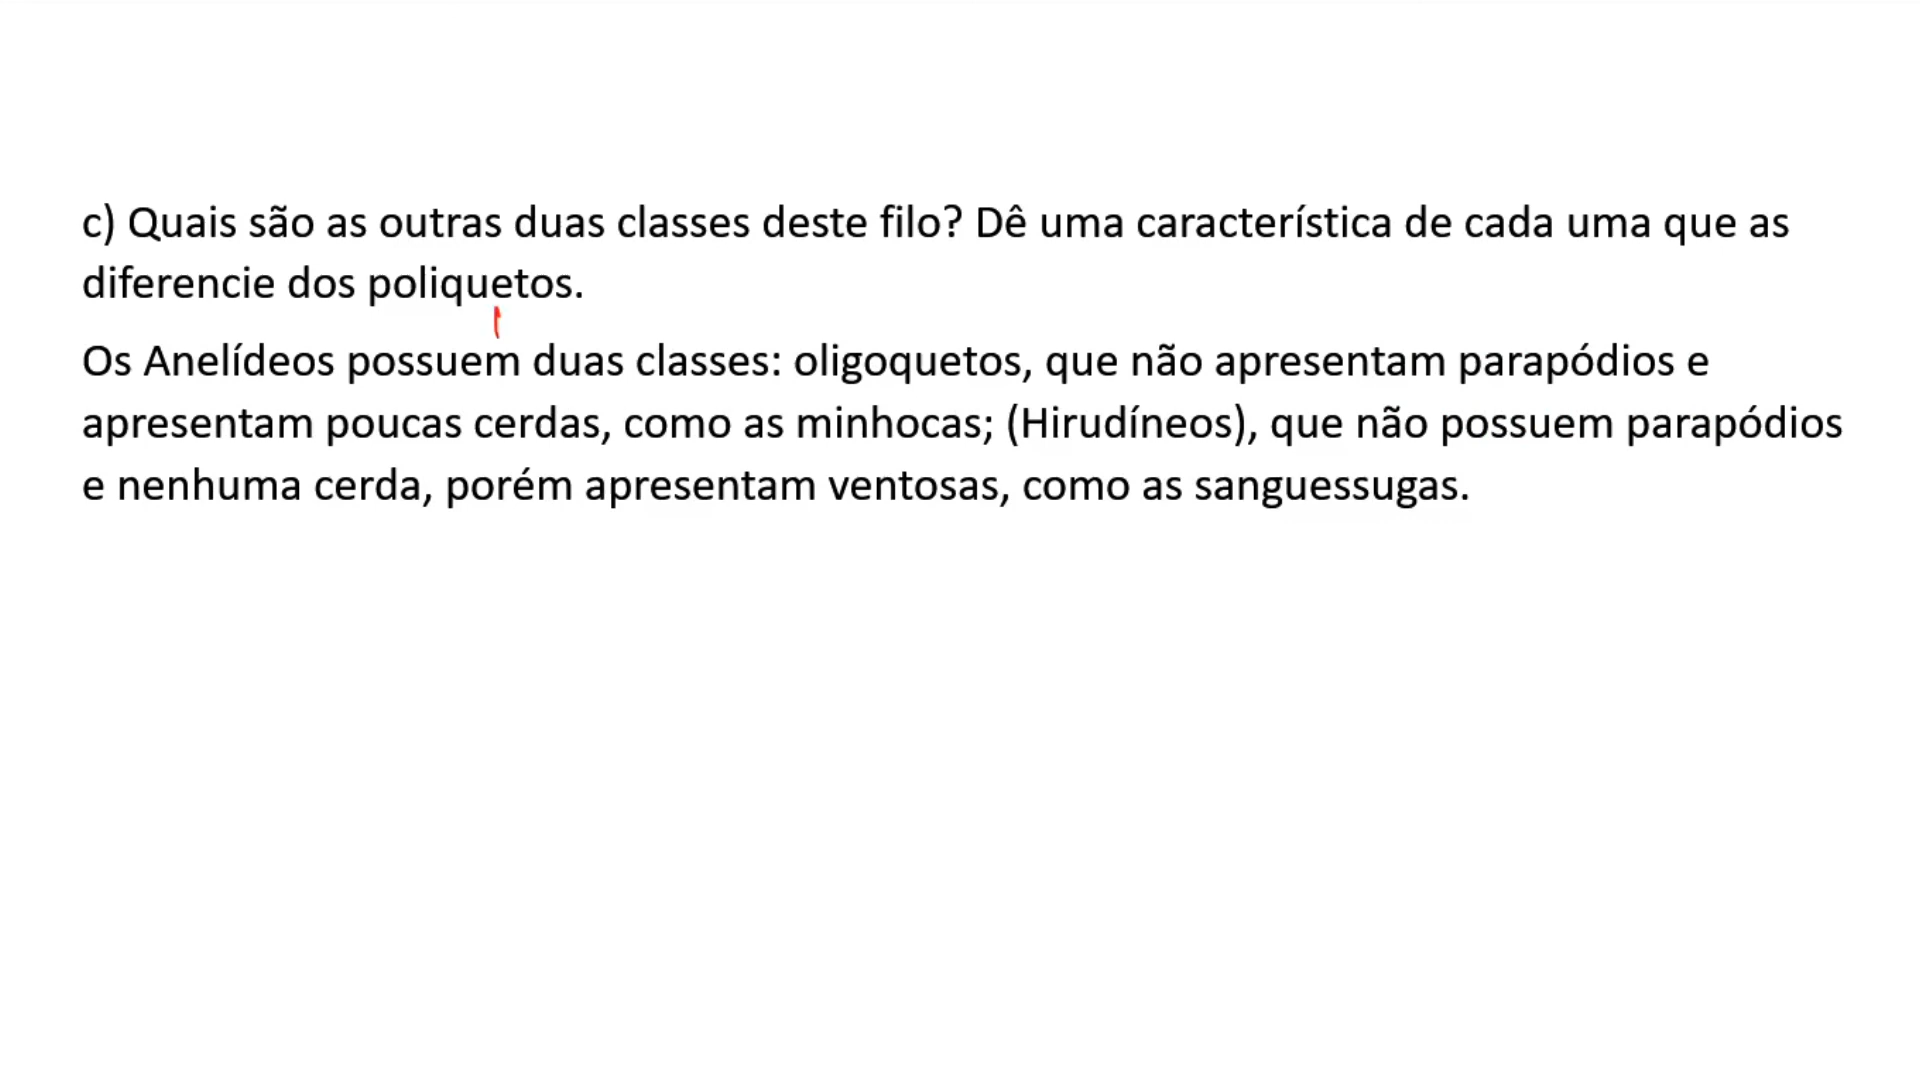 c) Quais são as outras duas classes deste filo? Dê uma característica de cada uma que as
diferencie dos poliquetos.
Os Anelídeos possuem duas classes: oligoquetos, que não apresentam parapódios e
apresentam poucas cerdas, como as minhocas; (Hirudíneos), que não possuem parapódios
e nenhuma cerda, porém apresentam ventosas, como as sanguessugas.